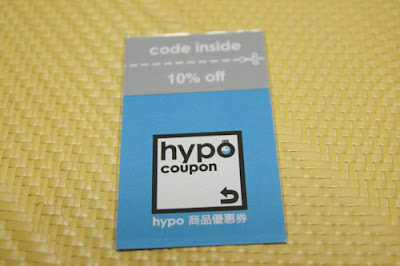 code inside
10% off
hypo
coupon
hypo 商品優惠券